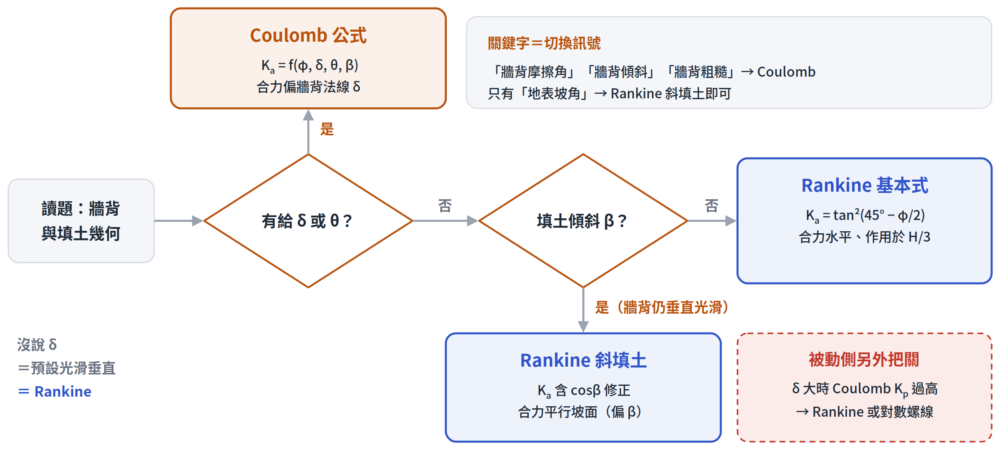 Coulomb 公式
Kₐ = f(φ, δ, θ, β)
合力偏牆背法線 δ
關鍵字＝切換訊號
「牆背摩擦角」「牆背傾斜」「牆背粗糙」→ Coulomb
只有「地表坡角」→ Rankine 斜填土即可
是
讀題：牆背
與填土幾何
有給 δ 或 θ？
否
填土傾斜 β？
否
Rankine 基本式
Kₐ = tan²(45° − φ/2)
合力水平、作用於 H/3
是（牆背仍垂直光滑）
沒說 δ
＝預設光滑垂直
＝ Rankine
Rankine 斜填土
Kₐ 含 cosβ 修正
合力平行坡面（偏 β）
被動側另外把關
δ 大時 Coulomb Kₚ 過高
→ Rankine 或對數螺線